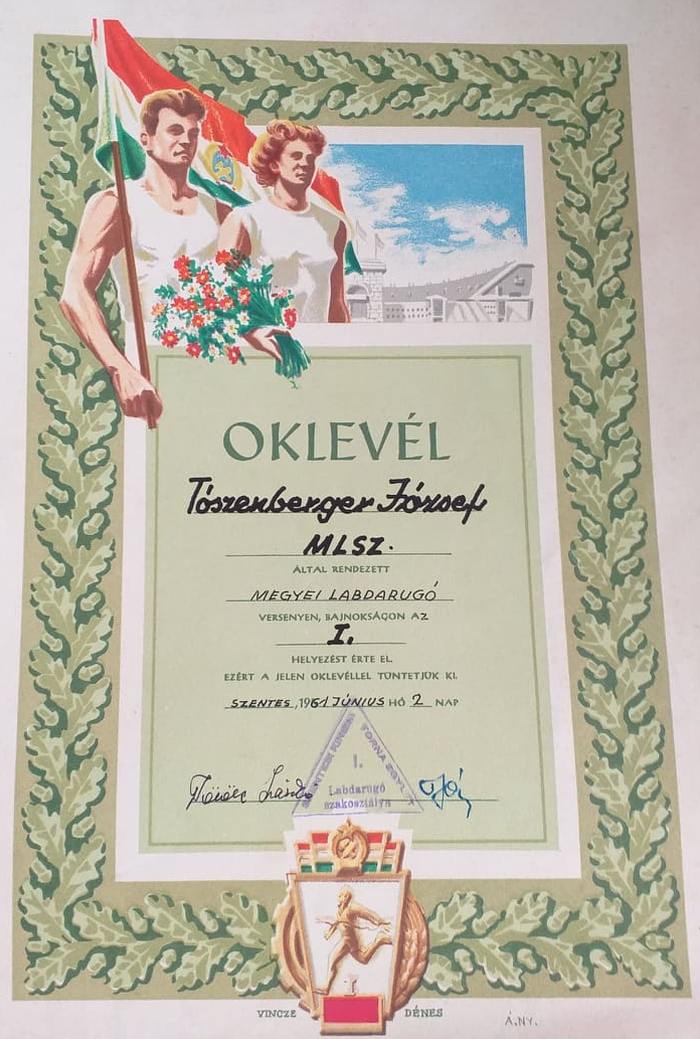 OKLEVÉL
Tószenberger József
MLSZ.
ÁLTAL RENDEZETT
MEGYEI LABDARUGÓ
VERSENYEN, BAJNOKSÁGON AZ
I.
HELYEZÉST ÉRTE EL.
EZÉRT A JELEN OKLEVÉLLEL TÜNTETJÜK KI.
SZENTES, 1961 JÚNIUS HÓ 2 NAP
TORNA
I.
Labdarugó
szakosztálya
I
VINCZE DÉNES
Á.NY.